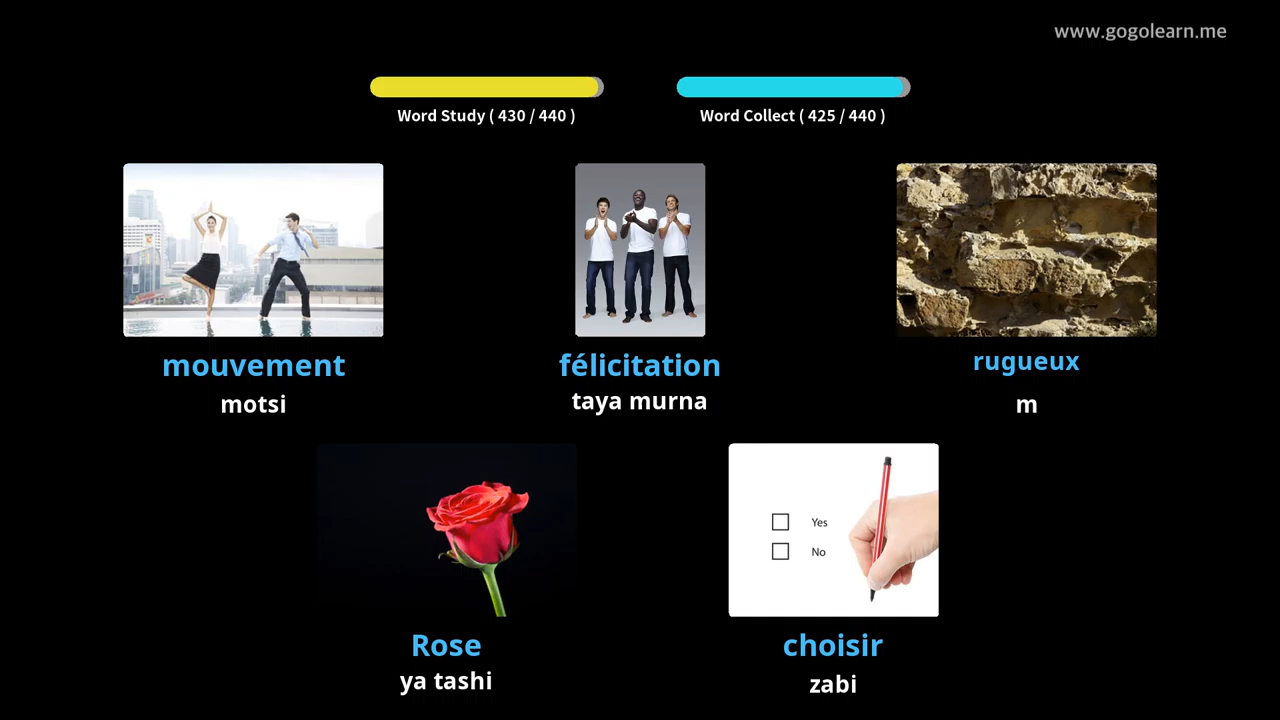 www.gogolearn.me
Word Study ( 430 / 440 )
Word Collect ( 425 / 440 )
mouvement
félicitation
rugueux
motsi
taya murna
m
Yes
No
Rose
choisir
ya tashi
zabi